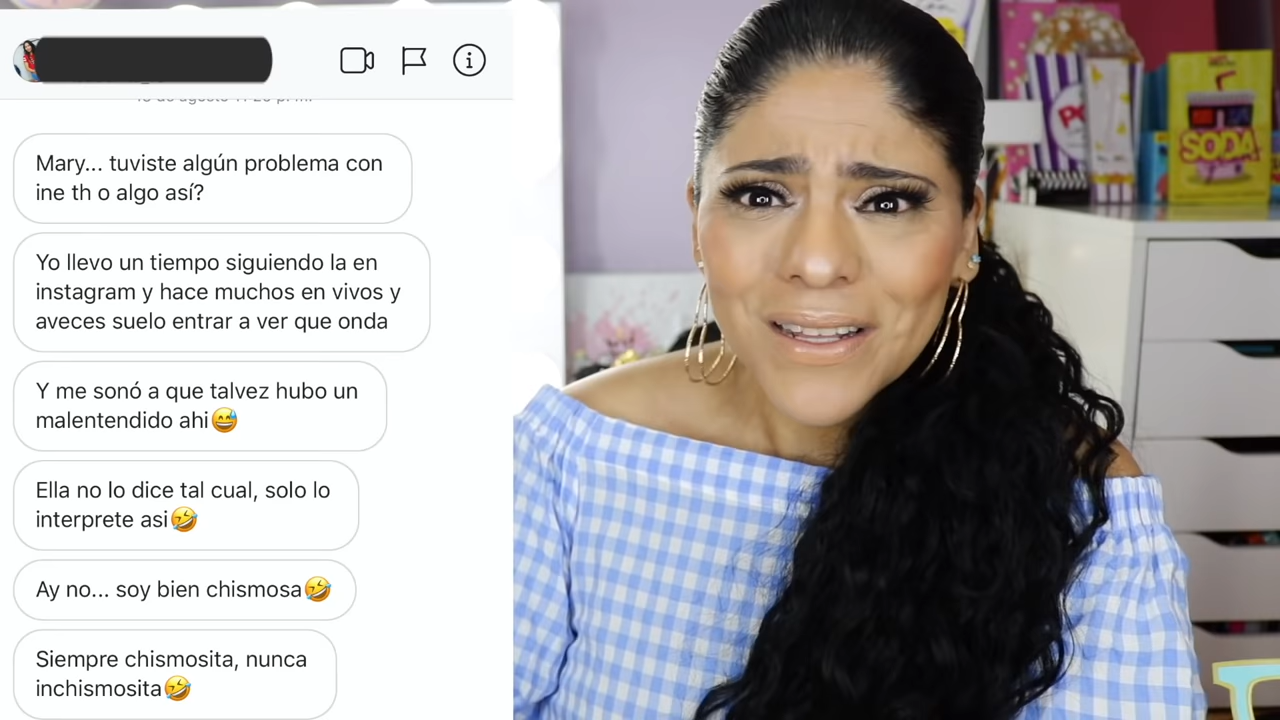 Mary... tuviste algún problema con
ine th o algo así?
Yo llevo un tiempo siguiendo la en
instagram y hace muchos en vivos y
aveces suelo entrar a ver que onda
Y me sonó a que talvez hubo un
malentendido ahi😅
Ella no lo dice tal cual, solo lo
interprete asi🤣
Ay no... soy bien chismosa🤣
Siempre chismosita, nunca
inchismosita🤣
SODA